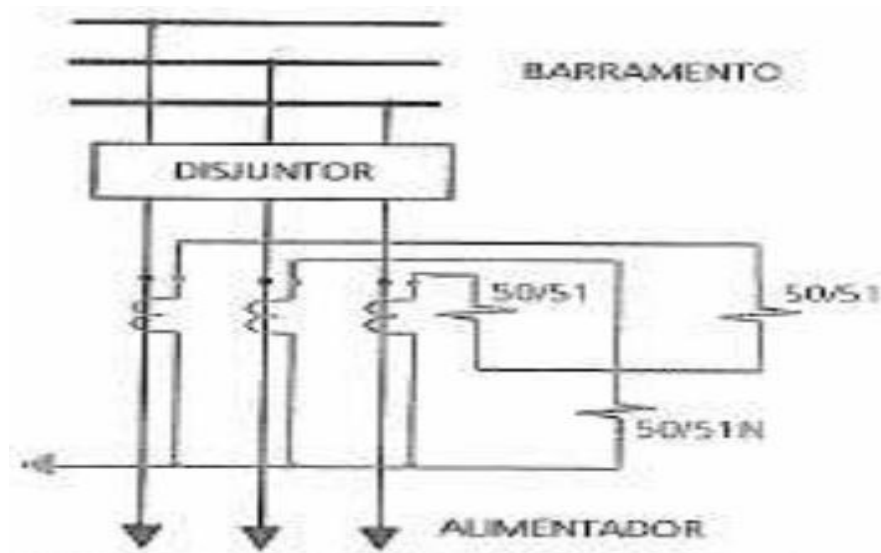 BARRAMENTO
DISJUNTOR
50/51
50/51
50/51N
ALIMENTADOR